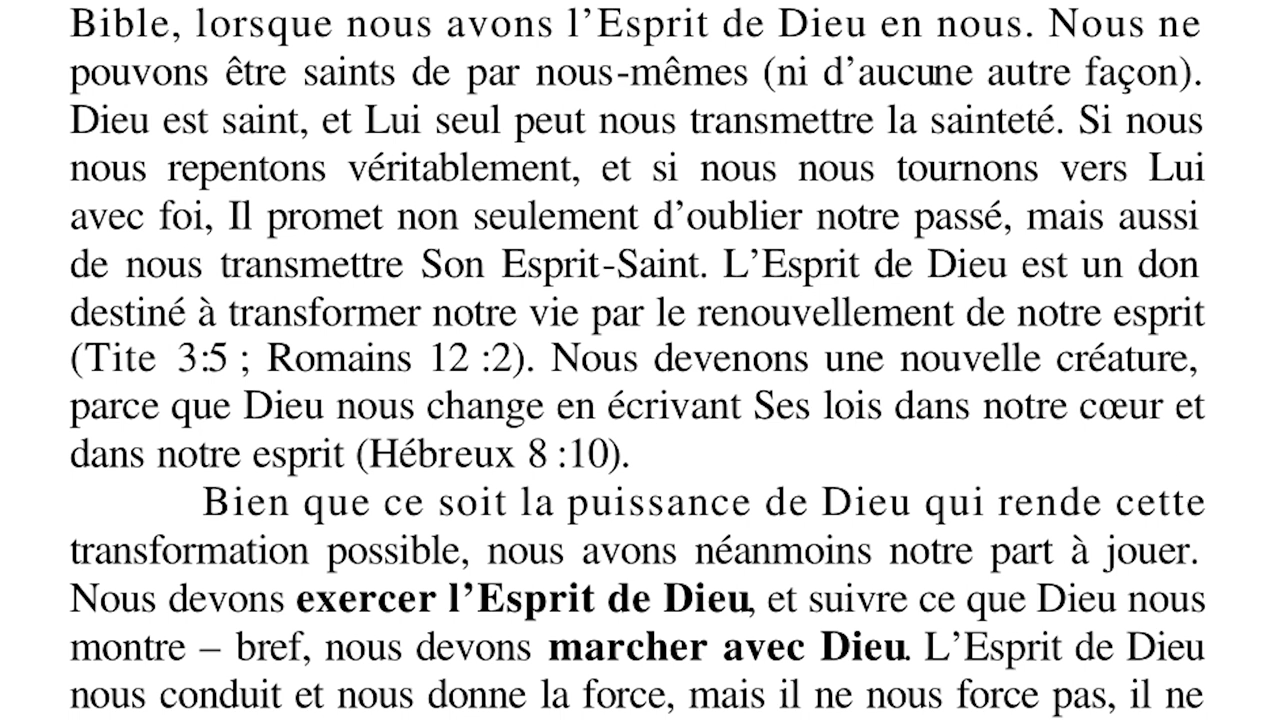 Bible, lorsque nous avons l’Esprit de Dieu en nous. Nous ne
pouvons être saints de par nous-mêmes (ni d’aucune autre façon).
Dieu est saint, et Lui seul peut nous transmettre la sainteté. Si nous
nous repentons véritablement, et si nous nous tournons vers Lui
avec foi, Il promet non seulement d’oublier notre passé, mais aussi
de nous transmettre Son Esprit-Saint. L’Esprit de Dieu est un don
destiné à transformer notre vie par le renouvellement de notre esprit
(Tite 3:5 ; Romains 12 :2). Nous devenons une nouvelle créature,
parce que Dieu nous change en écrivant Ses lois dans notre cœur et
dans notre esprit (Hébreux 8 :10).
Bien que ce soit la puissance de Dieu qui rende cette
transformation possible, nous avons néanmoins notre part à jouer.
Nous devons exercer l’Esprit de Dieu, et suivre ce que Dieu nous
montre – bref, nous devons marcher avec Dieu. L’Esprit de Dieu
nous conduit et nous donne la force, mais il ne nous force pas, il ne